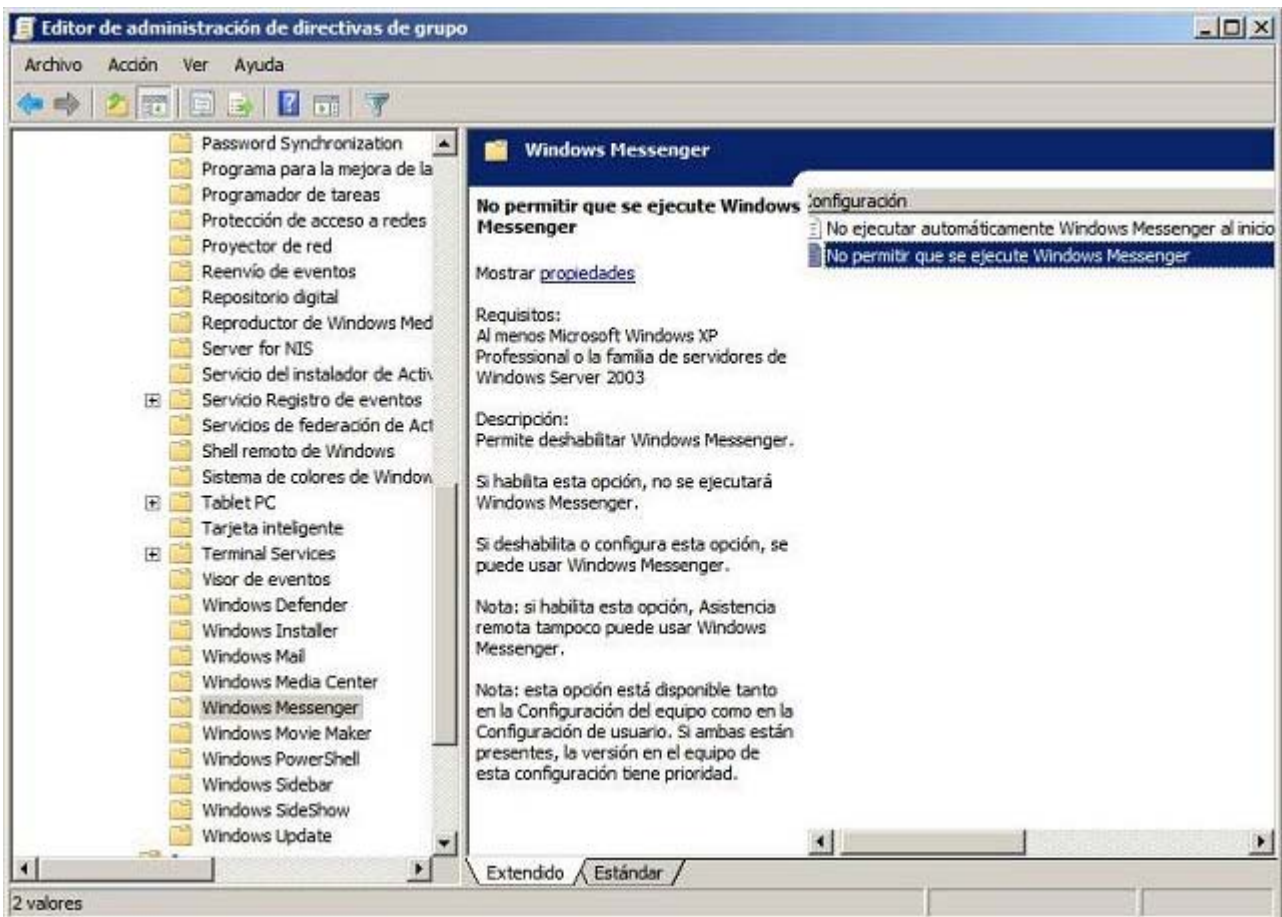 Editor de administración de directivas de grupo
Archivo Acción Ver Ayuda
Password Synchronization
Programa para la mejora de la
Programador de tareas
Protección de acceso a redes
Proyector de red
Reenvío de eventos
Repositorio digital
Reproductor de Windows Med
Server for NIS
Servicio del instalador de Activ
Servicio Registro de eventos
Servicios de federación de Act
Shell remoto de Windows
Sistema de colores de Window
Tablet PC
Tarjeta inteligente
Terminal Services
Visor de eventos
Windows Defender
Windows Installer
Windows Mail
Windows Media Center
Windows Messenger
Windows Movie Maker
Windows PowerShell
Windows Sidebar
Windows SideShow
Windows Update
Windows Messenger
No permitir que se ejecute Windows
Messenger
Mostrar propiedades
Requisitos:
Al menos Microsoft Windows XP
Professional o la familia de servidores de
Windows Server 2003
Descripción:
Permite deshabilitar Windows Messenger.
Si habilita esta opción, no se ejecutará
Windows Messenger.
Si deshabilita o configura esta opción, se
puede usar Windows Messenger.
Nota: si habilita esta opción, Asistencia
remota tampoco puede usar Windows
Messenger.
Nota: esta opción está disponible tanto
en la Configuración del equipo como en la
Configuración de usuario. Si ambas están
presentes, la versión en el equipo de
esta configuración tiene prioridad.
onfiguración
No ejecutar automáticamente Windows Messenger al inicio
No permitir que se ejecute Windows Messenger
Extendido Estándar
2 valores